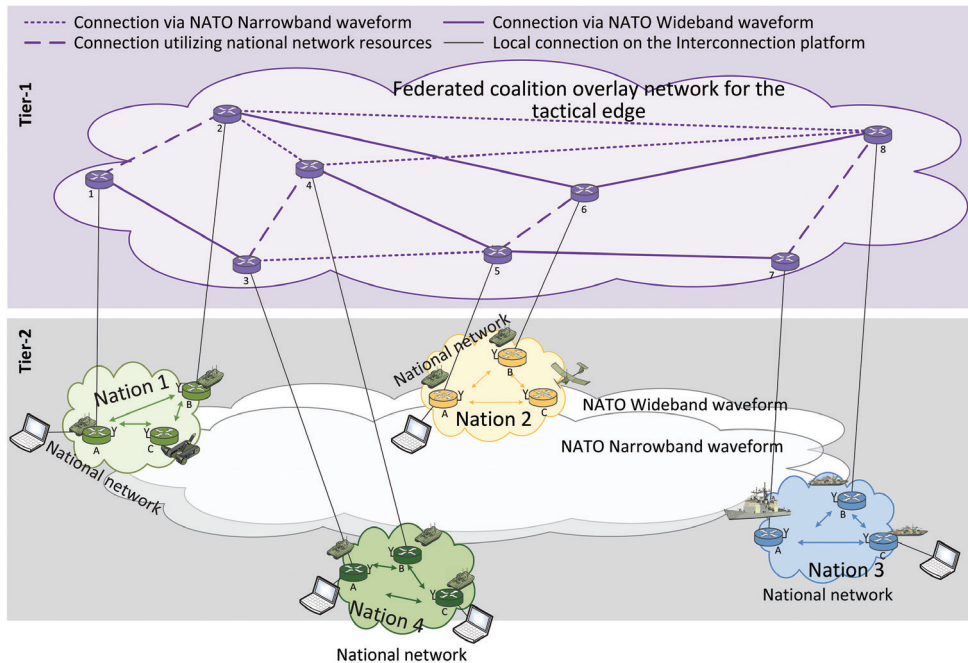 Connection via NATO Narrowband waveform
Connection via NATO Wideband waveform
Connection utilizing national network resources
Local connection on the Interconnection platform
Tier-1
Federated coalition overlay network for the
tactical edge
2
8
4
1
6
3
5
7
Tier-2
National network
Nation 1
Y
B
Y
A
Y
Y
C
National network
Y
B
Y
A
Y
C
Nation 2
NATO Wideband waveform
NATO Narrowband waveform
Y
B
Y
A
Y
C
Nation 3
National network
Y
B
Y
A
Y
C
Nation 4
National network